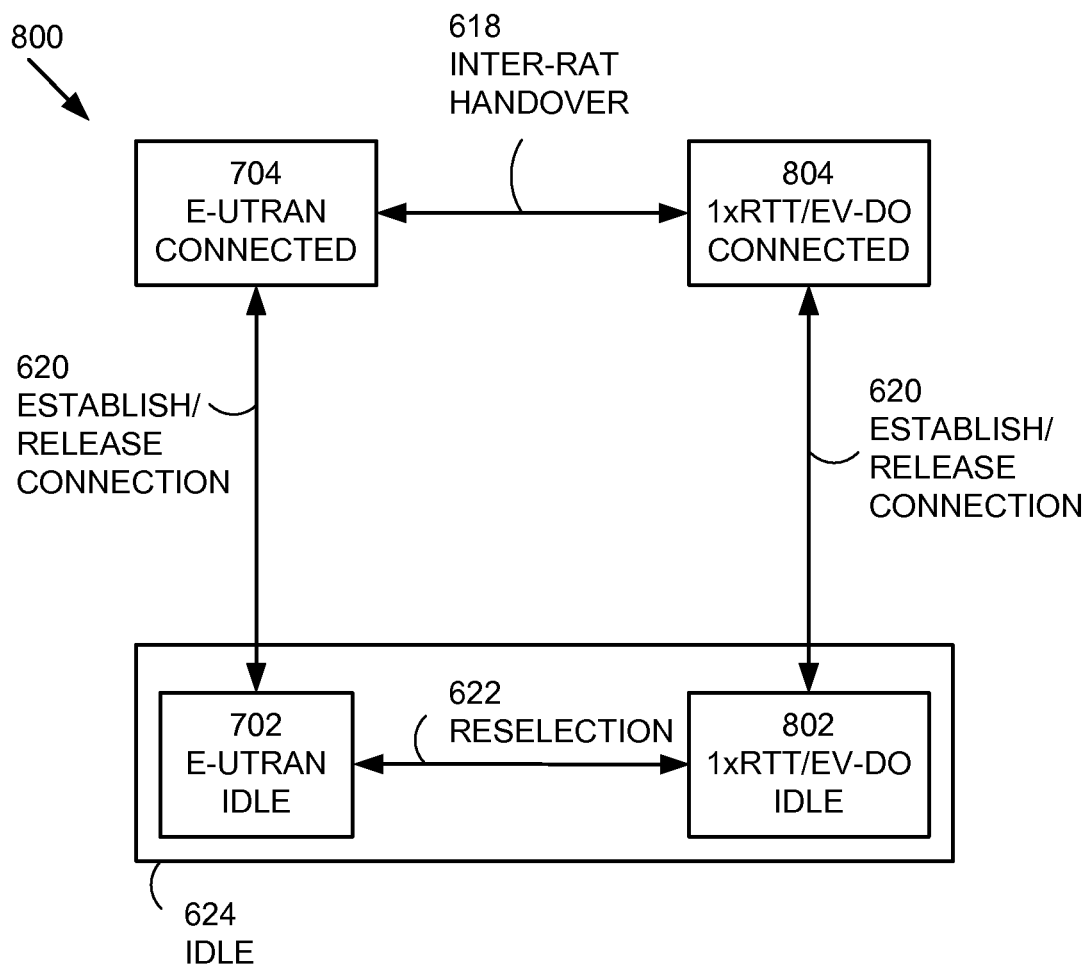 800
618
INTER-RAT
HANDOVER
704
E-UTRAN
CONNECTED
804
1xRTT/EV-DO
CONNECTED
620
ESTABLISH/
RELEASE
CONNECTION
620
ESTABLISH/
RELEASE
CONNECTION
702
E-UTRAN
IDLE
622
RESELECTION
802
1xRTT/EV-DO
IDLE
624
IDLE